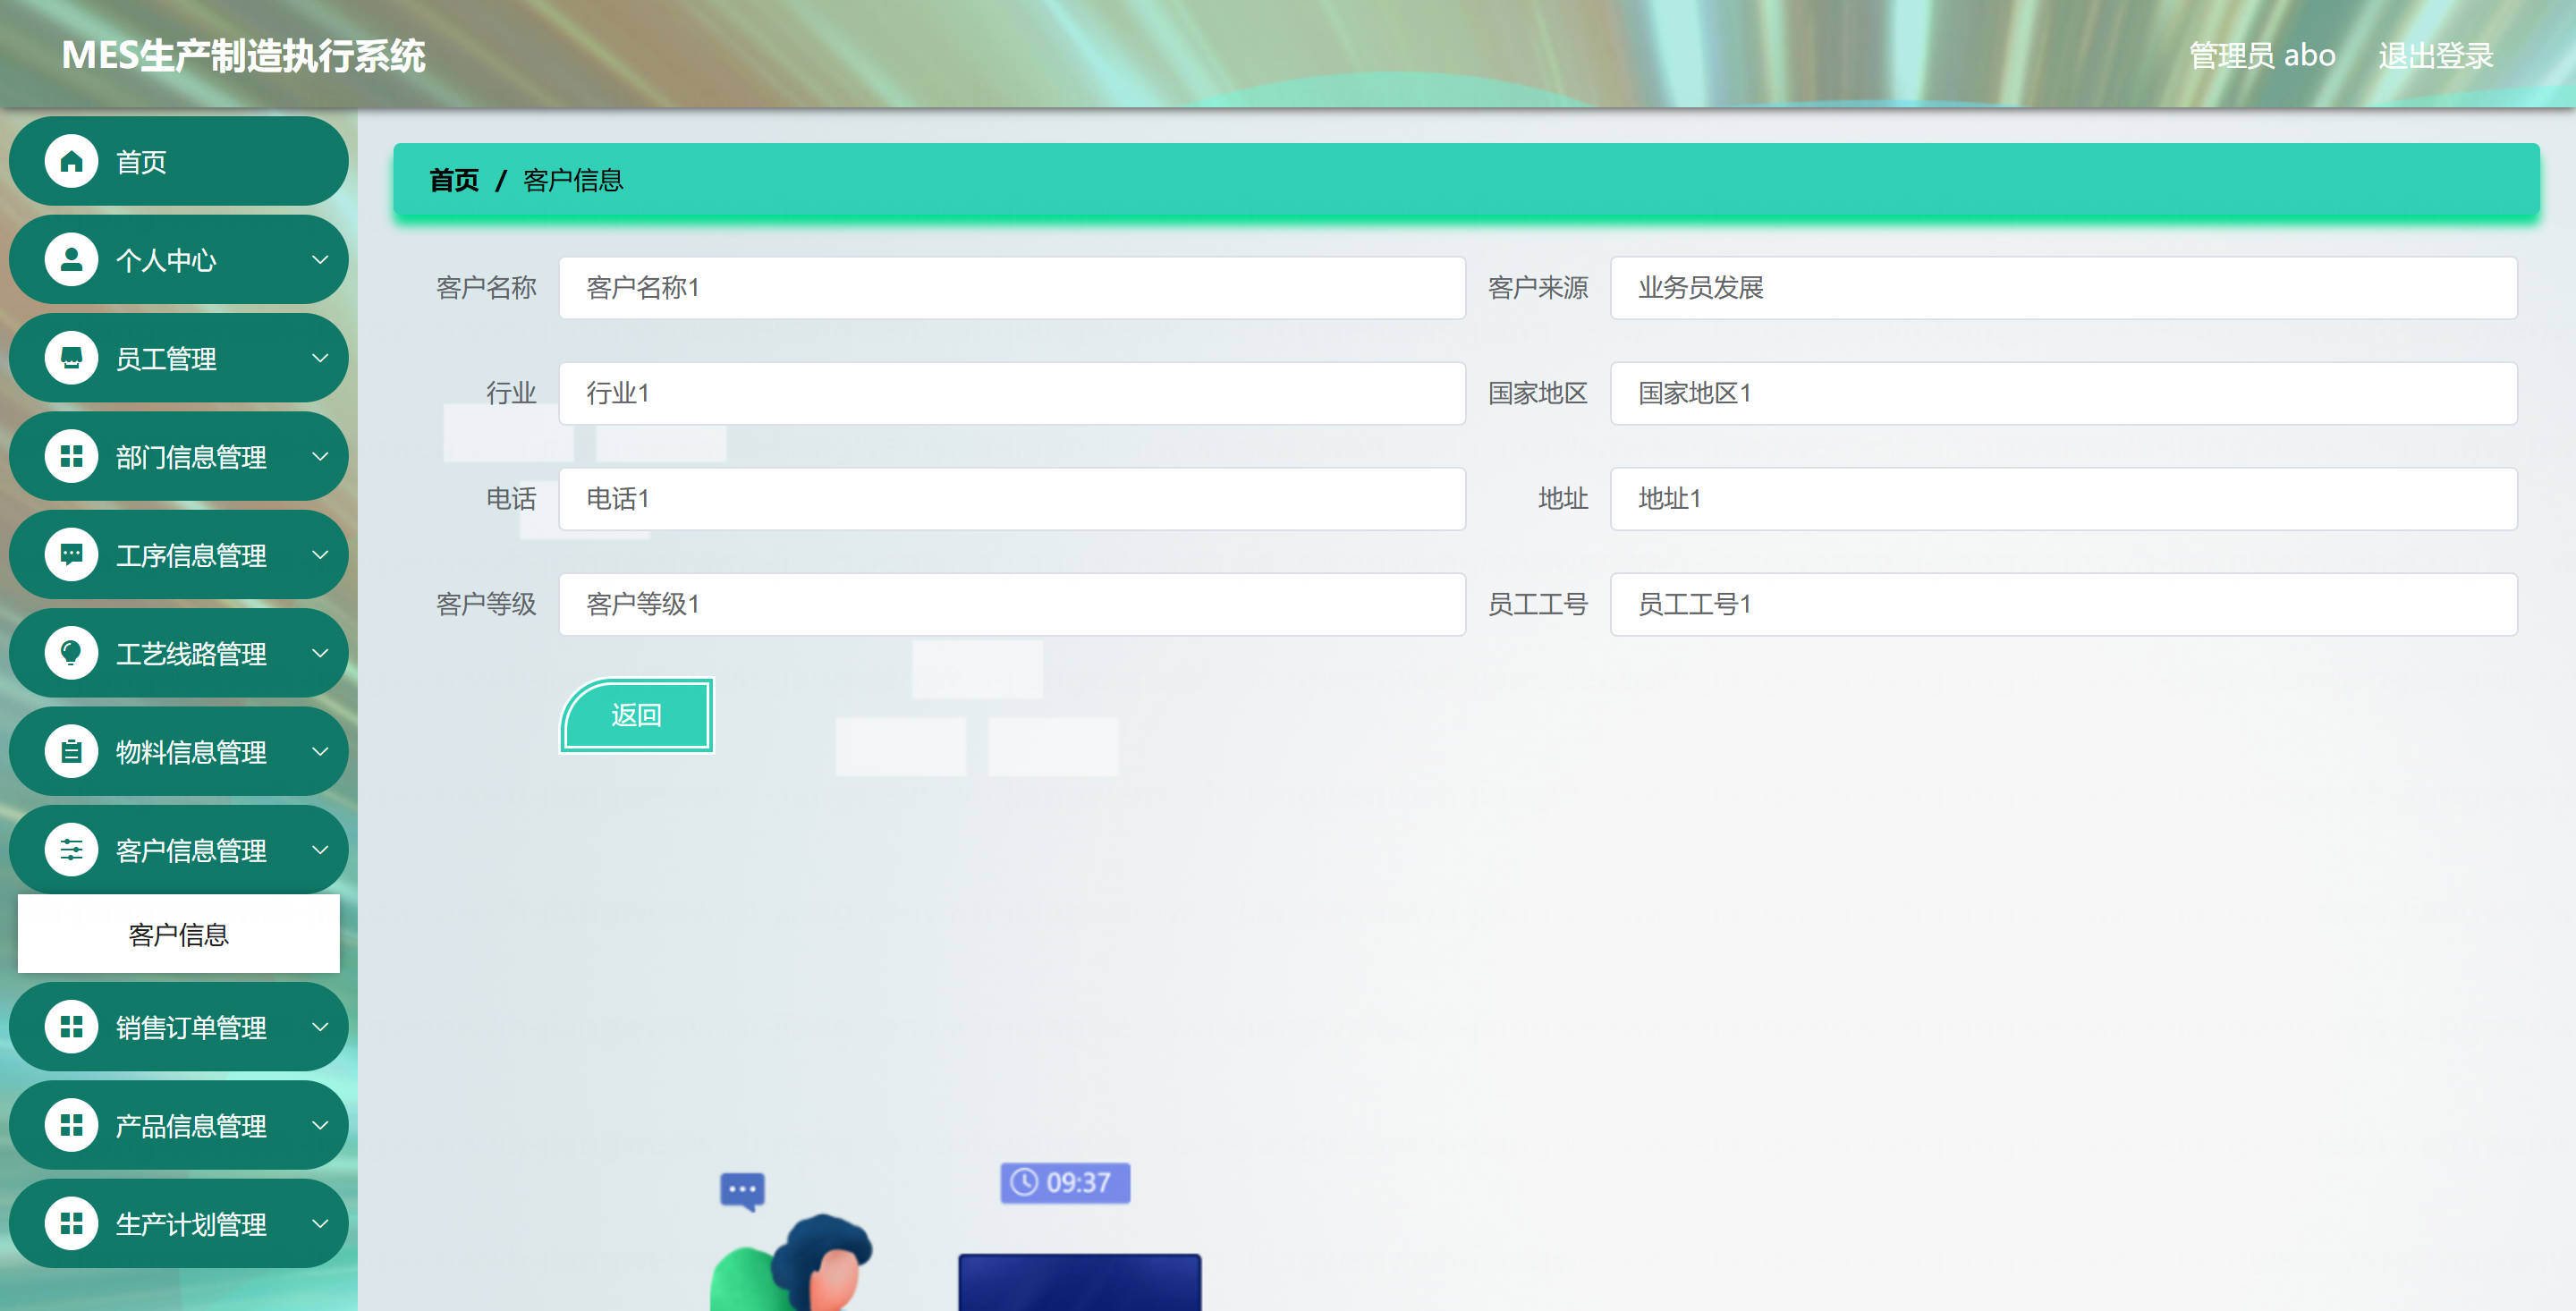 MES生产制造执行系统
管理员 abo 退出登录
首页
个人中心
员工管理
部门信息管理
工序信息管理
工艺线路管理
物料信息管理
客户信息管理
客户信息
销售订单管理
产品信息管理
生产计划管理
首页 / 客户信息
客户名称 客户名称1 客户来源 业务员发展
行业 行业1 国家地区 国家地区1
电话 电话1 地址 地址1
客户等级 客户等级1 员工工号 员工工号1
返回
09:37